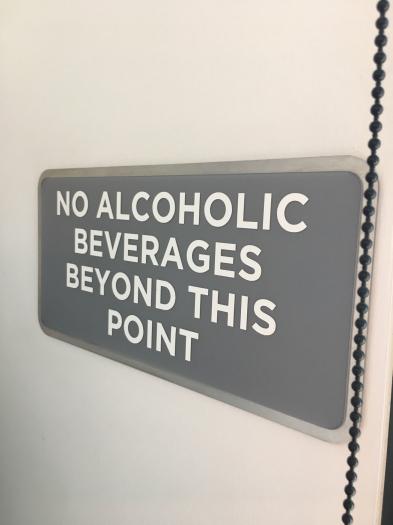 NO ALCOHOLIC
BEVERAGES
BEYOND THIS
POINT